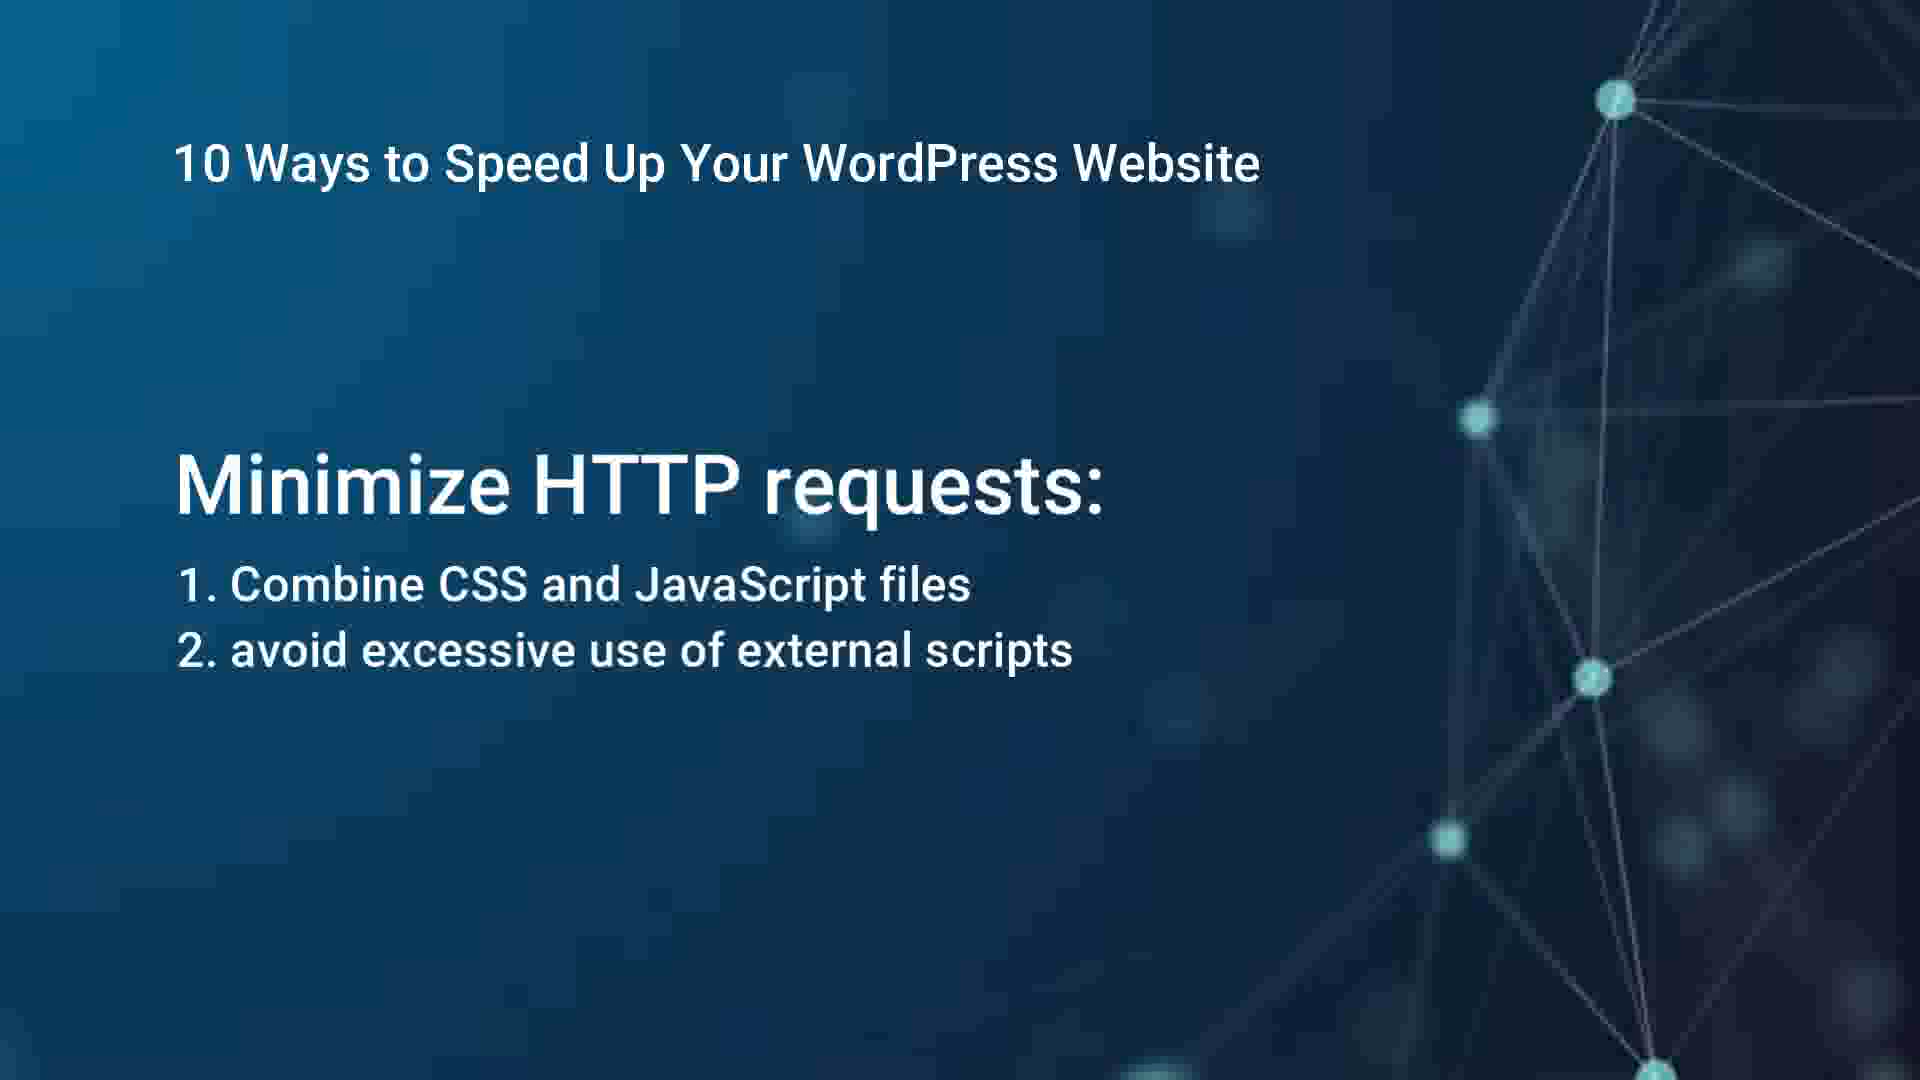 10 Ways to Speed Up Your WordPress Website
Minimize HTTP requests:
1. Combine CSS and JavaScript files
2. avoid excessive use of external scripts